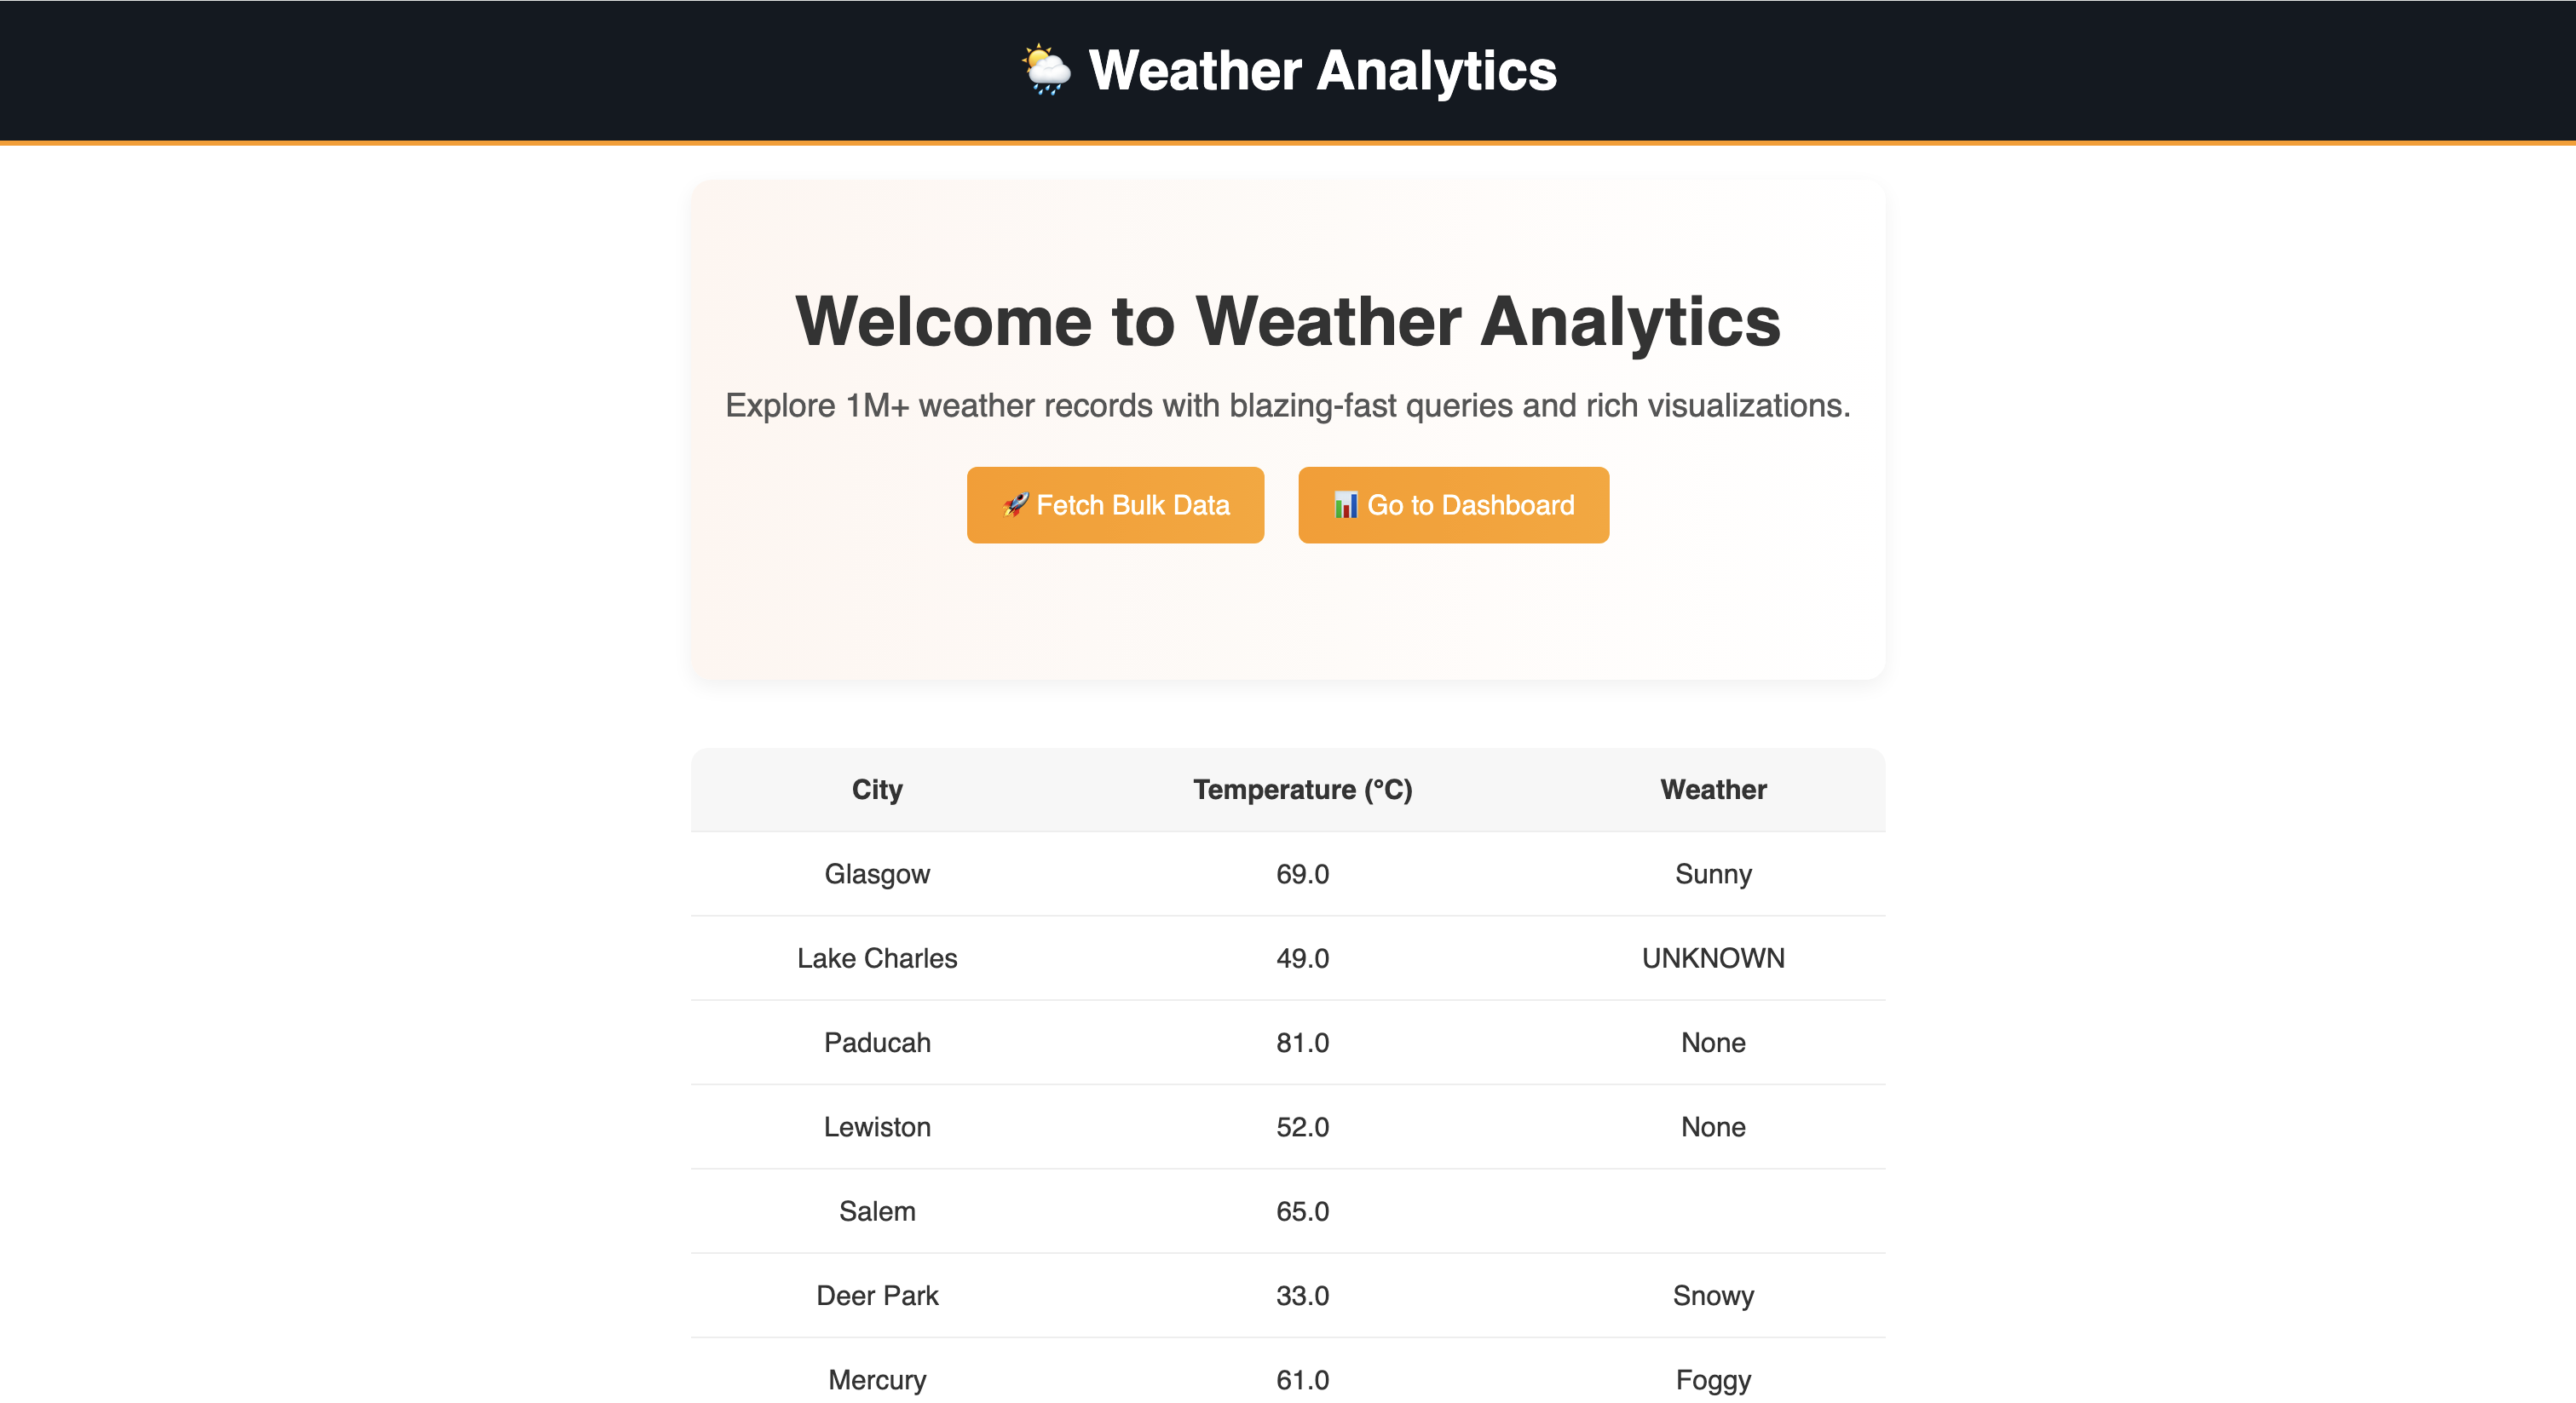 Weather Analytics
Welcome to Weather Analytics
Explore 1M+ weather records with blazing-fast queries and rich visualizations.
Fetch Bulk Data Go to Dashboard
City Temperature (°C) Weather
Glasgow 69.0 Sunny
Lake Charles 49.0 UNKNOWN
Paducah 81.0 None
Lewiston 52.0 None
Salem 65.0
Deer Park 33.0 Snowy
Mercury 61.0 Foggy